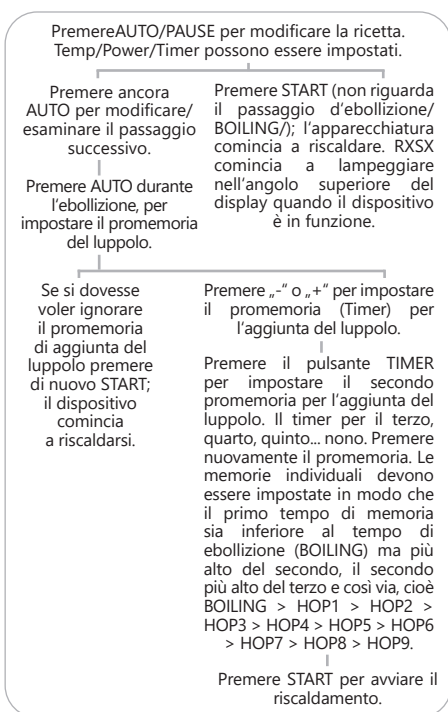 PremereAUTO/PAUSE per modificare la ricetta.
Temp/Power/Timer possono essere impostati.
Premere ancora
AUTO per modificare/
esaminare il passaggio
successivo.
Premere AUTO durante
l'ebollizione, per
impostare il promemoria
del luppolo.
Premere START (non riguarda
il passaggio d'ebollizione/
BOILING/); l'apparecchiatura
comincia a riscaldare. RXSX
comincia a lampeggiare
nell'angolo superiore del
display quando il dispositivo
è in funzione.
Se si dovesse
voler ignorare
il promemoria
di aggiunta del
luppolo premere
di nuovo START;
il dispositivo
comincia
a riscaldarsi.
Premere „-“ o „+“ per impostare
il promemoria (Timer) per
l'aggiunta del luppolo.
Premere il pulsante TIMER
per impostare il secondo
promemoria per l'aggiunta del
luppolo. Il timer per il terzo,
quarto, quinto... nono. Premere
nuovamente il promemoria. Le
memorie individuali devono
essere impostate in modo che
il primo tempo di memoria
sia inferiore al tempo di
ebollizione (BOILING) ma più
alto del secondo, il secondo
più alto del terzo e così via, cioè
BOILING > HOP1 > HOP2 >
HOP3 > HOP4 > HOP5 > HOP6
> HOP7 > HOP8 > HOP9.
Premere START per avviare il
riscaldamento.